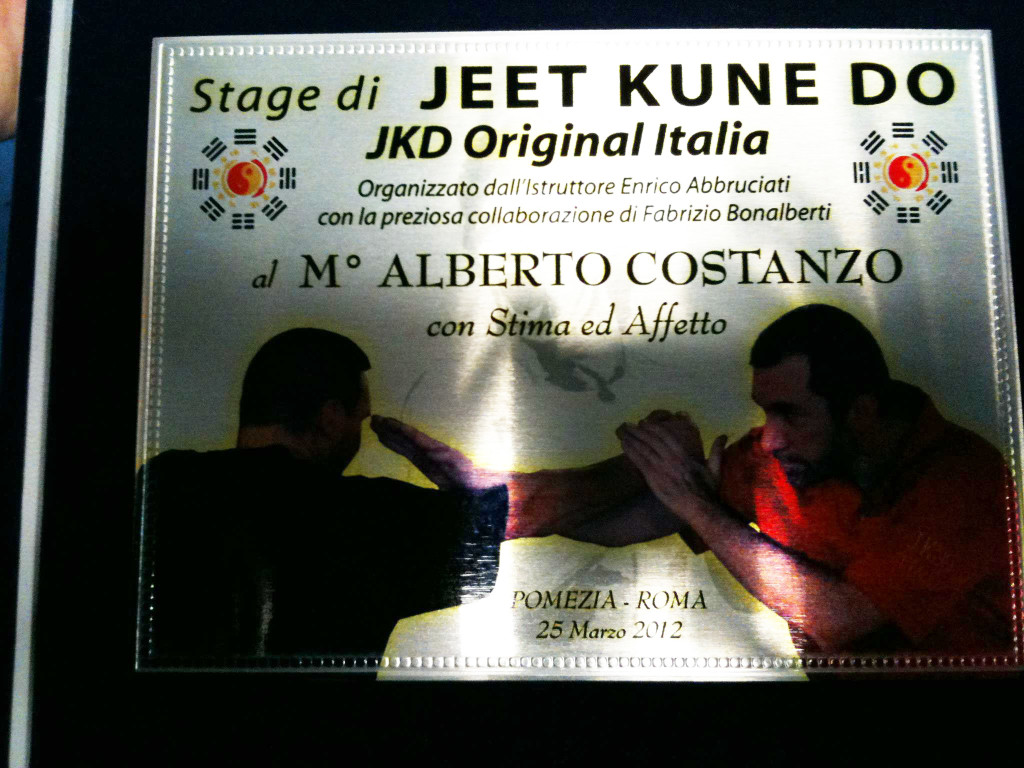 Stage di JEET KUNE DO
JKD Original Italia
Organizzato dall'Istruttore Enrico Abbruciati
con la preziosa collaborazione di Fabrizio Bonalberti
al M° ALBERTO COSTANZO
con Stima ed Affetto
POMEZIA - ROMA
25 Marzo 2012